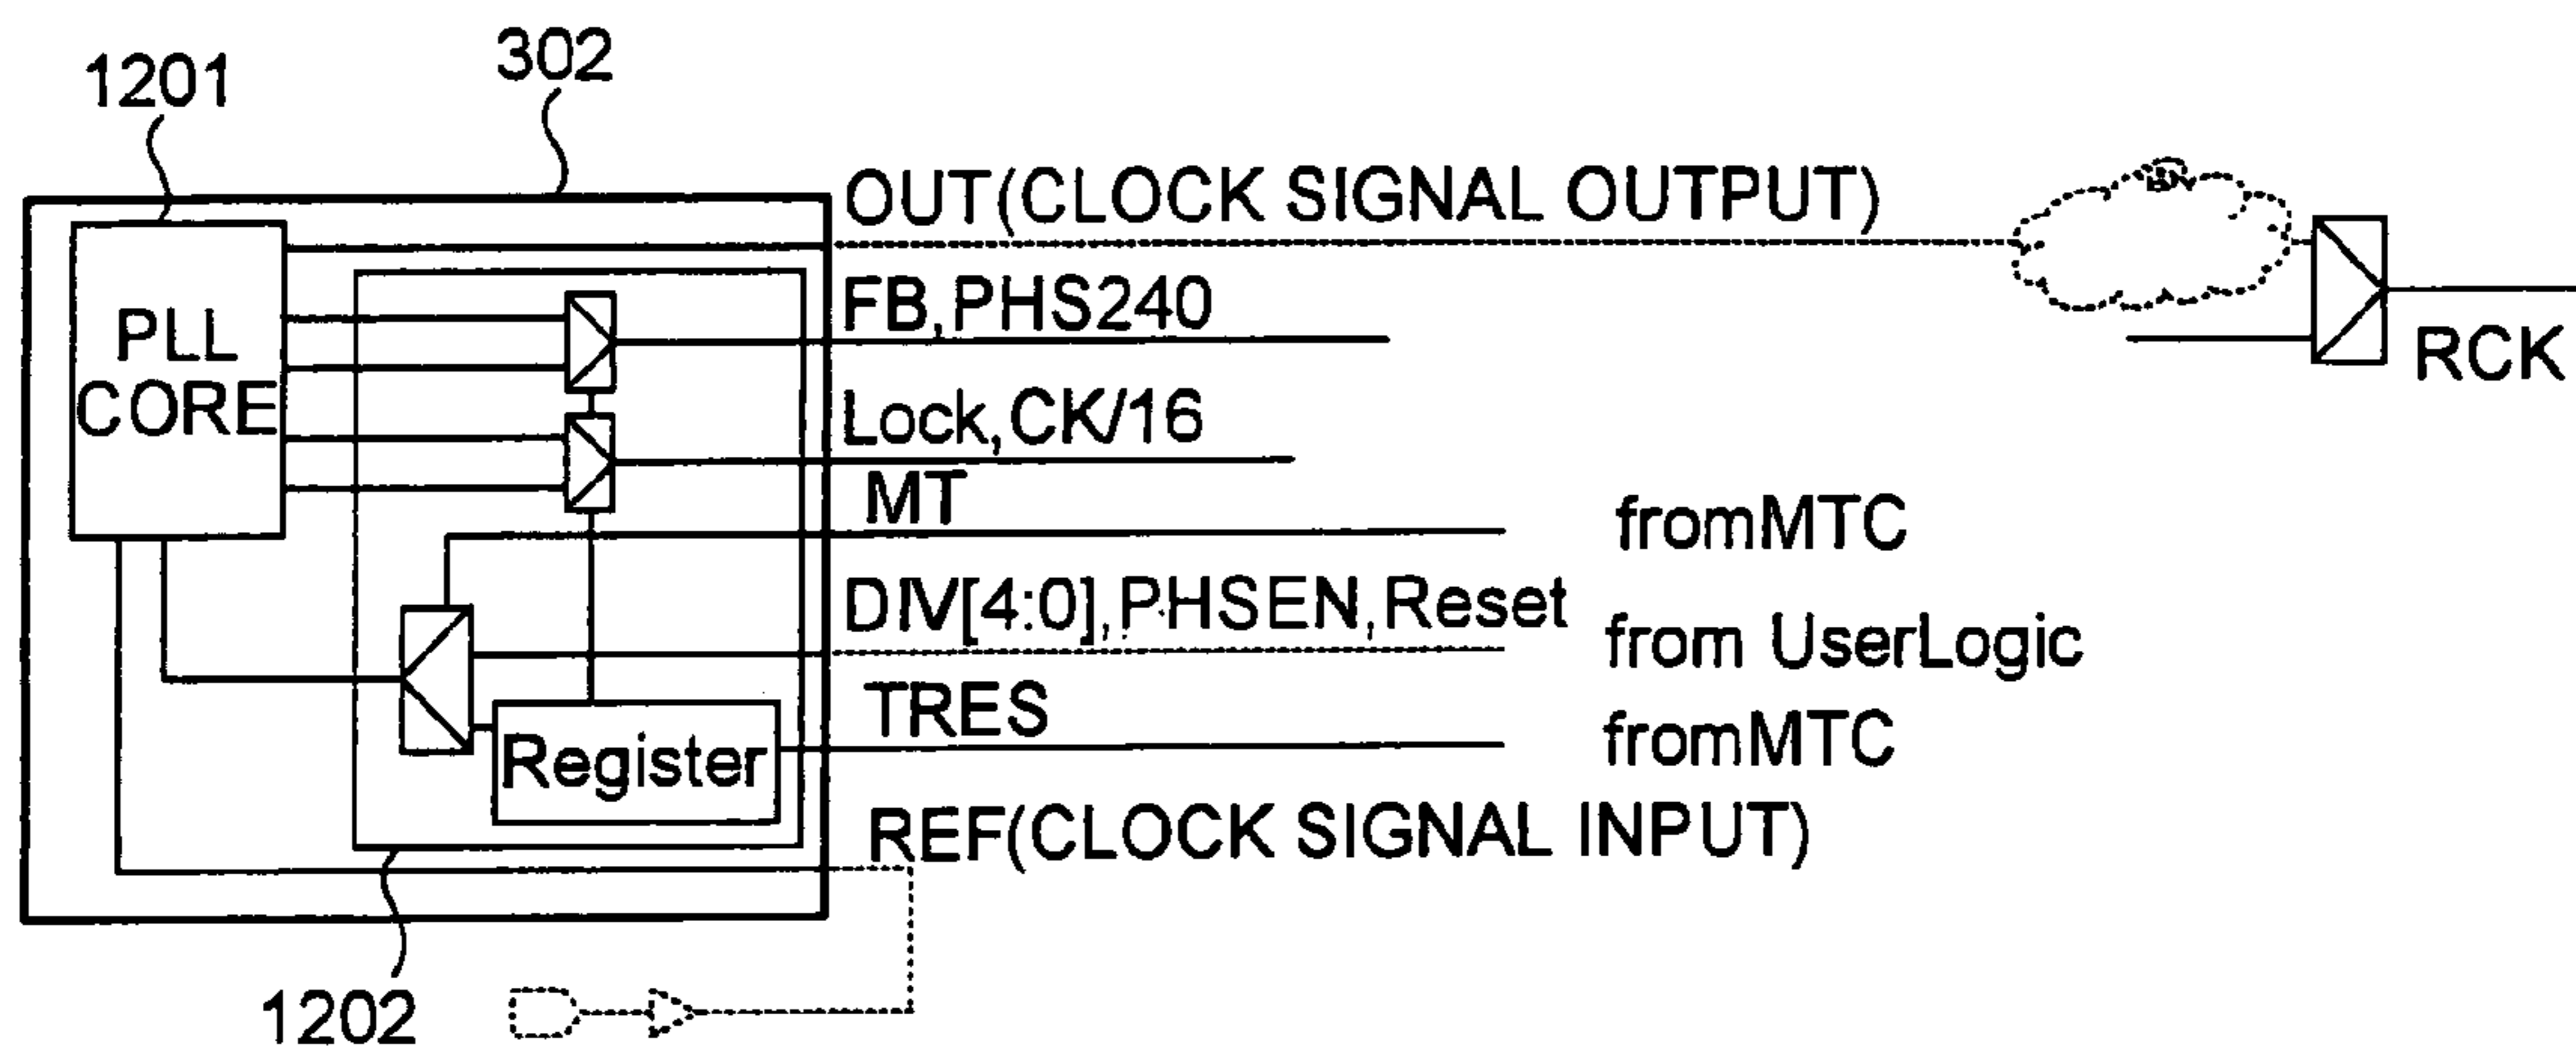 1201
302
OUT(CLOCK SIGNAL OUTPUT)
PLL
CORE
FB,PHS240
RCK
Lock,CK/16
MT
fromMTC
DIV[4:0],PHSEN,Reset
from UserLogic
TRES
fromMTC
Register
REF(CLOCK SIGNAL INPUT)
1202